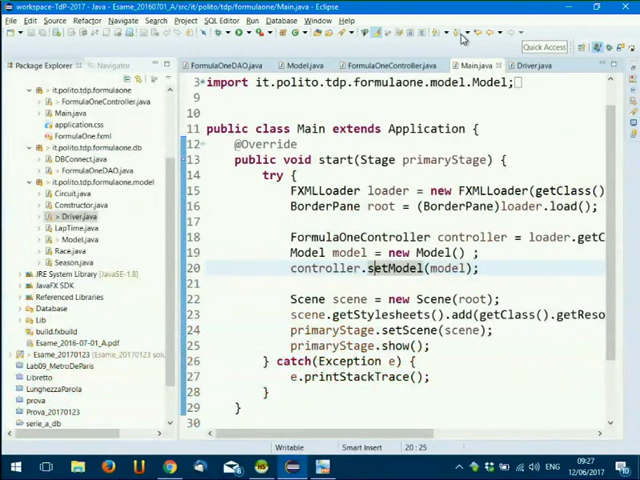 workspace-TdP-2017 - Java - Esame_20160701_A/src/it/polito/tdp/formulaone/Main.java - Eclipse
File Edit Source Refactor Navigate Search Project SQL Editor Run Database Window Help
Quick Access
Package Explorer Navigator
FormulaOneDAO.java Model.java FormulaOneController.java Main.java Driver.java
it.polito.tdp.formulaone
FormulaOneController.java
Main.java
application.css
FormulaOne.fxml
it.polito.tdp.formulaone.db
DBConnect.java
FormulaOneDAO.java
it.polito.tdp.formulaone.model
Circuit.java
Constructor.java
Driver.java
LapTime.java
Model.java
Race.java
Season.java
JRE System Library [JavaSE-1.8]
JavaFX SDK
Referenced Libraries
Database
Lib
build.fxbuild
Esame_2016-07-01_A.pdf
Esame_20170123
Lab09_MetroDeParis
Libretto
LunghezzaParola
prova
Prova_20170123
serie_a_db
3 import it.polito.tdp.formulaone.model.Model;
9
10
11 public class Main extends Application {
12 @Override
13 public void start(Stage primaryStage) {
14 try {
15 FXMLLoader loader = new FXMLLoader(getClass()
16 BorderPane root = (BorderPane)loader.load();
17
18 FormulaOneController controller = loader.getC
19 Model model = new Model() ;
20 controller.setModel(model);
21
22 Scene scene = new Scene(root);
23 scene.getStylesheets().add(getClass().getReso
24 primaryStage.setScene(scene);
25 primaryStage.show();
26 } catch(Exception e) {
27 e.printStackTrace();
28 }
29 }
30
Writable Smart Insert 20 : 25
ENG
09:27
12/06/2017